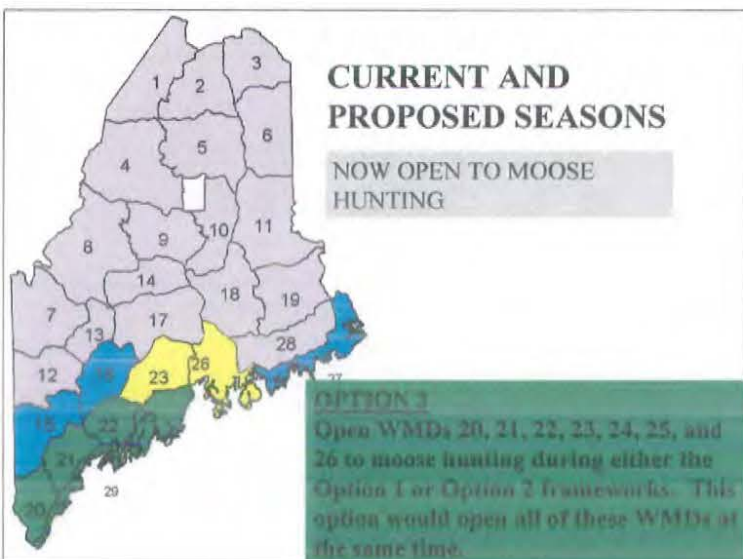 CURRENT AND
PROPOSED SEASONS
NOW OPEN TO MOOSE
HUNTING
1
2
3
4
5
6
8
9
10
11
14
18
19
7
13
17
28
12
16
23
26
27
15
22
21
29
20
OPTION 3
Open WMDs 20, 21, 22, 23, 24, 25, and
26 to moose hunting during either the
Option 1 or Option 2 frameworks. This
option would open all of these WMDs at
the same time.